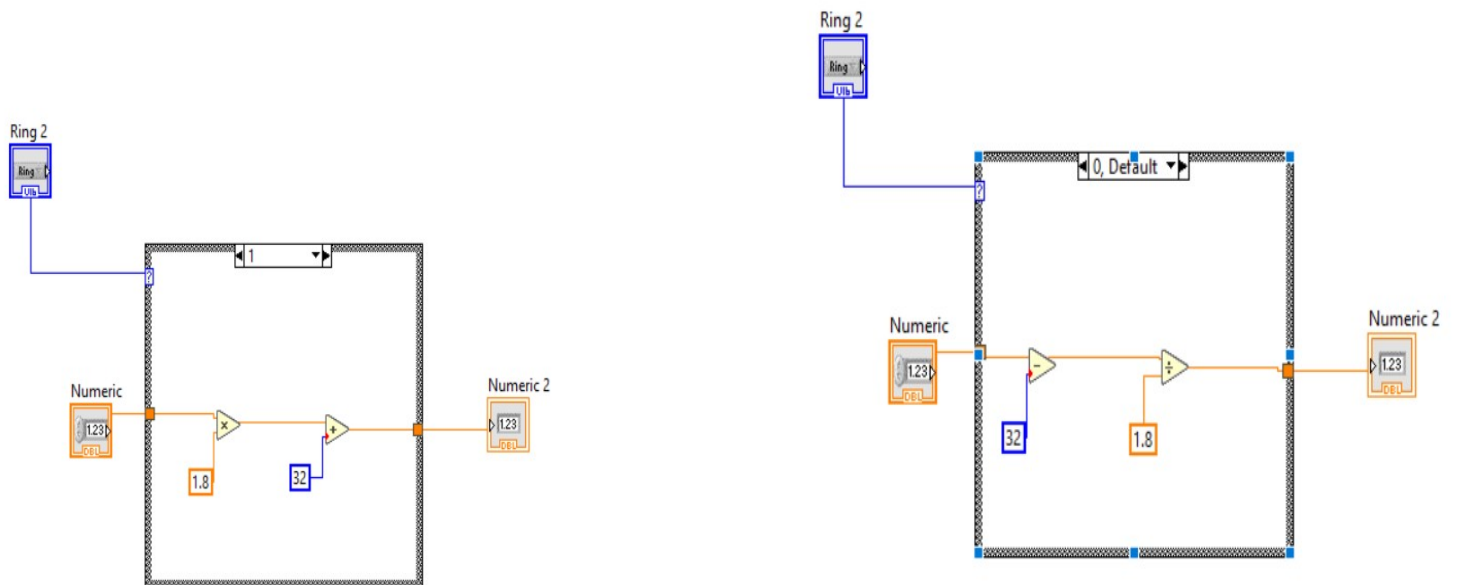 Ring 2
Ring
U16
1
?
Numeric
1.23
DBL
×
1.8
+
32
Numeric 2
1.23
DBL
Ring 2
Ring
U16
0, Default
?
Numeric
1.23
DBL
-
32
÷
1.8
Numeric 2
1.23
DBL